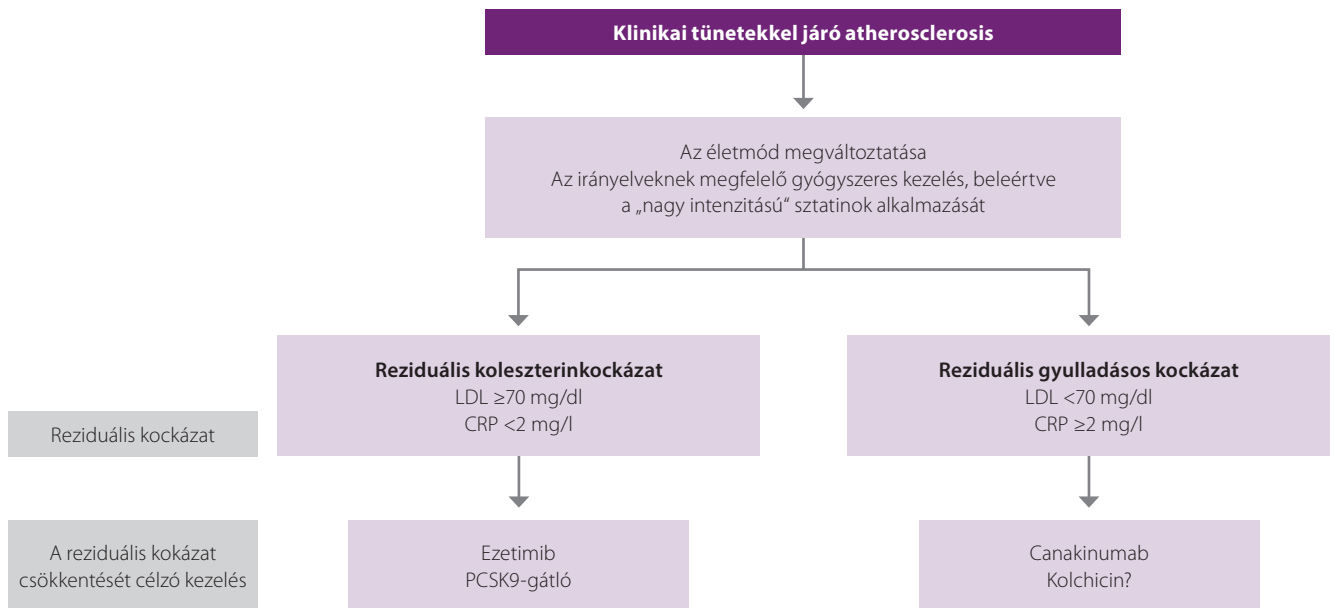 Klinikai tünetekkel járó atherosclerosis
Az életmód megváltoztatása
Az irányelveknek megfelelő gyógyszeres kezelés, beleértve
a „nagy intenzitású“ sztatinok alkalmazását
Reziduális koleszterinkockázat
LDL ≥70 mg/dl
CRP <2 mg/l
Reziduális gyulladásos kockázat
LDL <70 mg/dl
CRP ≥2 mg/l
Reziduális kockázat
A reziduális kokázat
csökkentését célzó kezelés
Ezetimib
PCSK9-gátló
Canakinumab
Kolchicin?